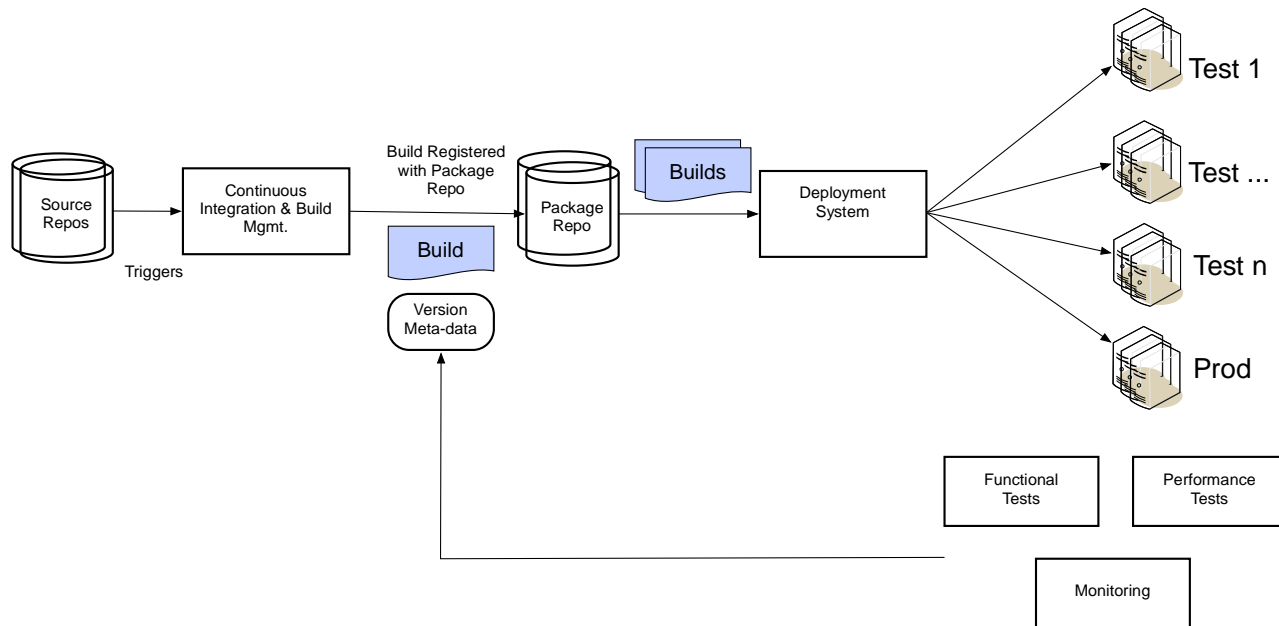 Test 1
Build Registered
with Package
Repo
Builds
Test ...
Source
Repos
Continuous
Integration & Build
Mgmt.
Package
Repo
Deployment
System
Build
Triggers
Test n
Version
Meta-data
Prod
Functional
Tests
Performance
Tests
Monitoring